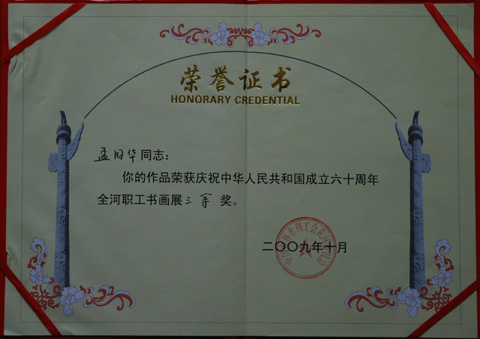 荣誉证书
HONORARY CREDENTIAL
孟日华同志：
你的作品荣获庆祝中华人民共和国成立六十周年
全河职工书画展三等奖。
二〇〇九年十月